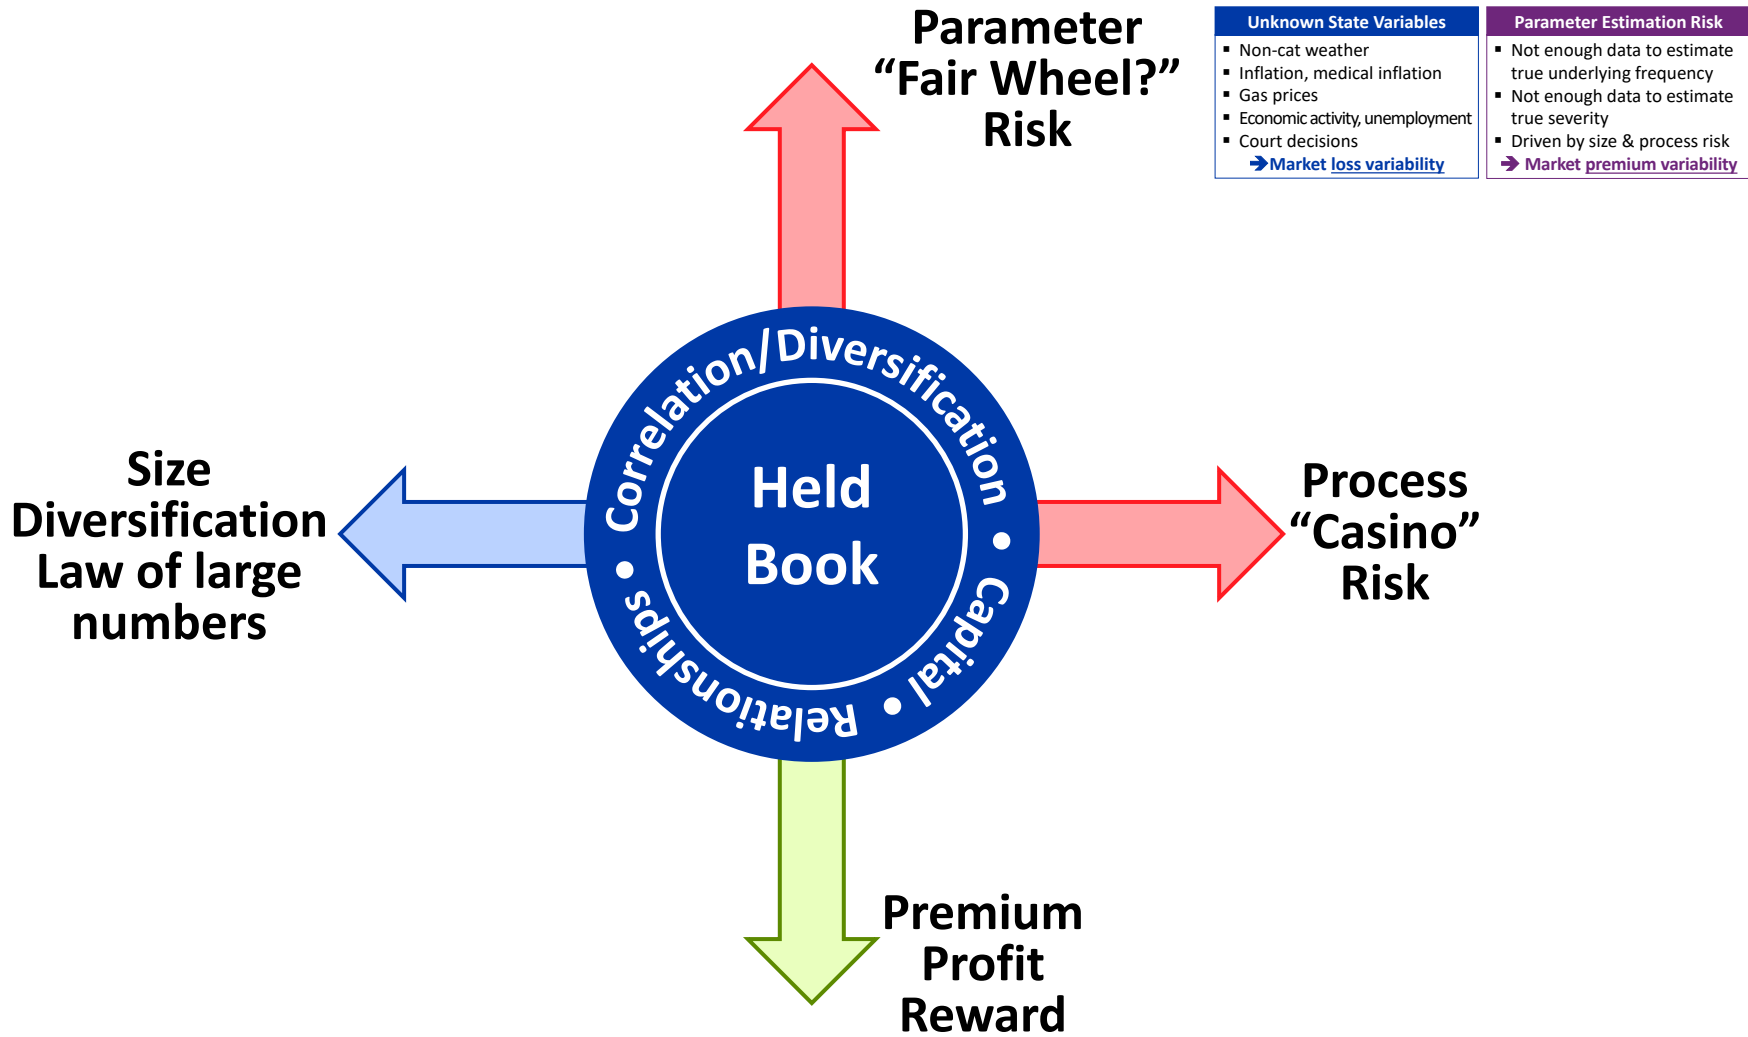 Parameter
“Fair Wheel?”
Risk
Unknown State Variables
▪ Non-cat weather
▪ Inflation, medical inflation
▪ Gas prices
▪ Economic activity, unemployment
▪ Court decisions
➔Market loss variability
Parameter Estimation Risk
▪ Not enough data to estimate
true underlying frequency
▪ Not enough data to estimate
true severity
▪ Driven by size & process risk
➔ Market premium variability
Size
Diversification
Law of large
numbers
Correlation/Diversification • Capital • Relationships •
Held
Book
Process
“Casino”
Risk
Premium
Profit
Reward